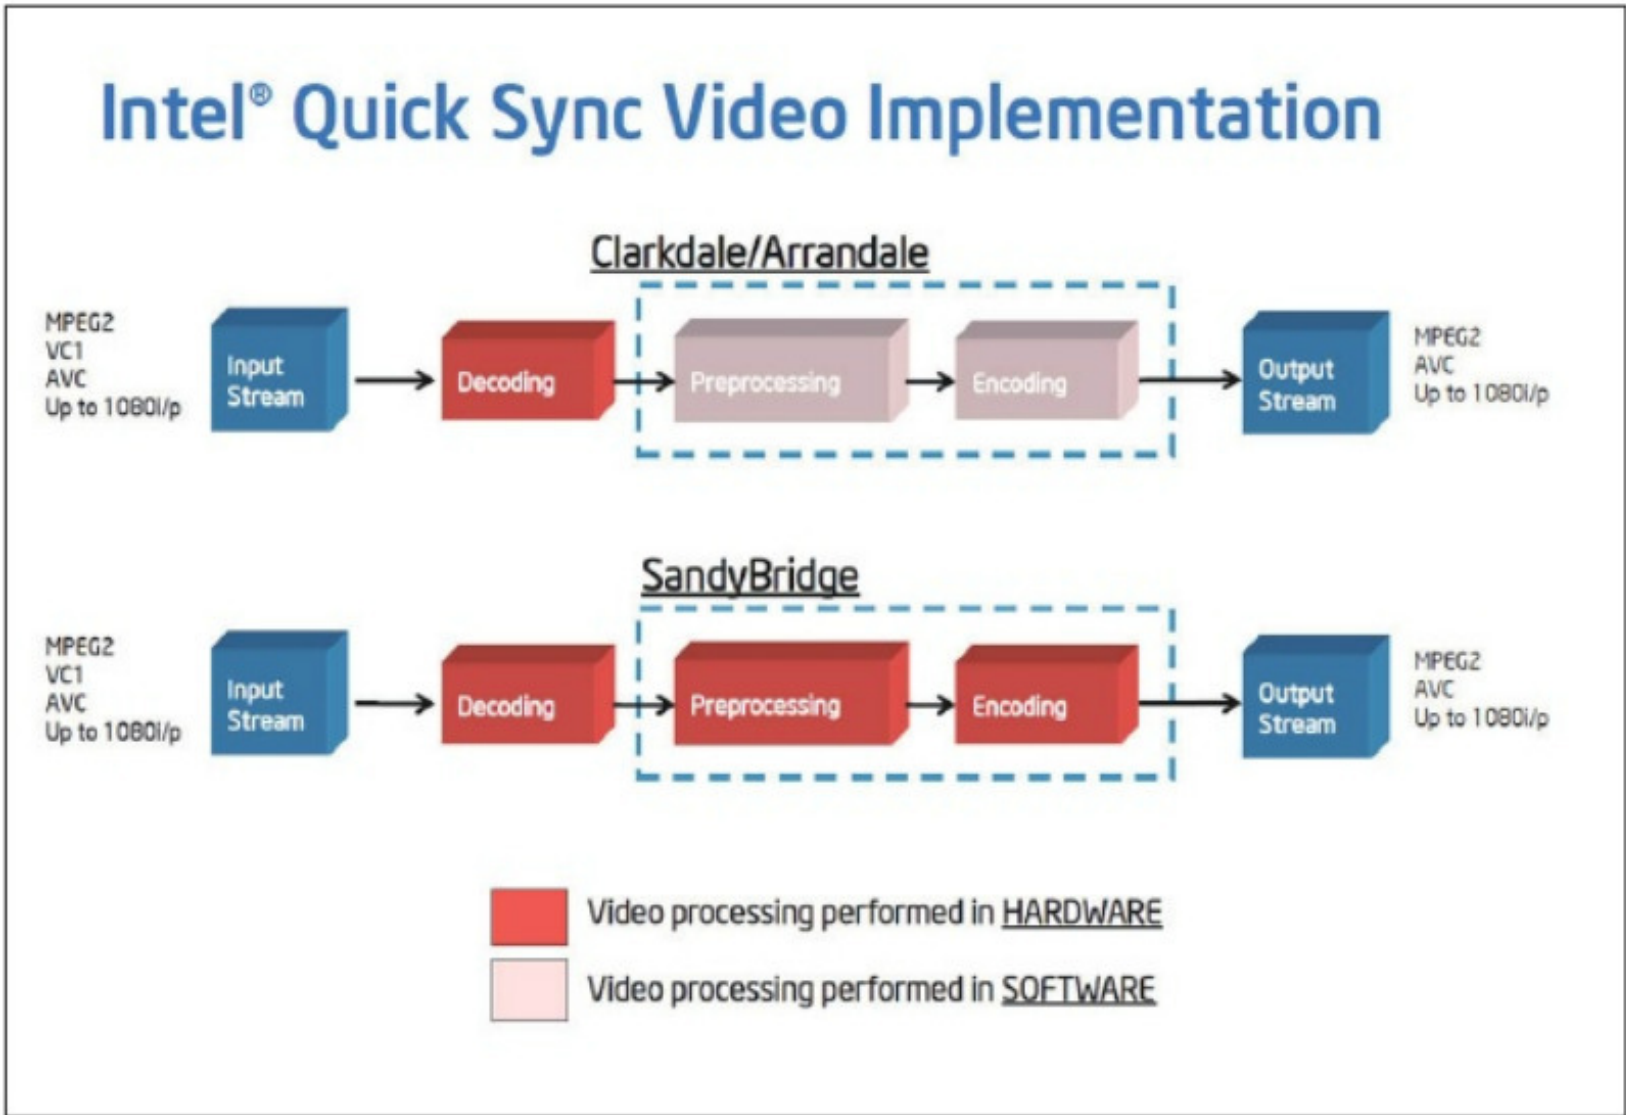 Intel® Quick Sync Video Implementation
Clarkdale/Arrandale
MPEG2
VC1
AVC
Up to 1080i/p
Input
Stream
Decoding
Preprocessing
Encoding
Output
Stream
MPEG2
AVC
Up to 1080i/p
SandyBridge
MPEG2
VC1
AVC
Up to 1080i/p
Input
Stream
Decoding
Preprocessing
Encoding
Output
Stream
MPEG2
AVC
Up to 1080i/p
Video processing performed in HARDWARE
Video processing performed in SOFTWARE